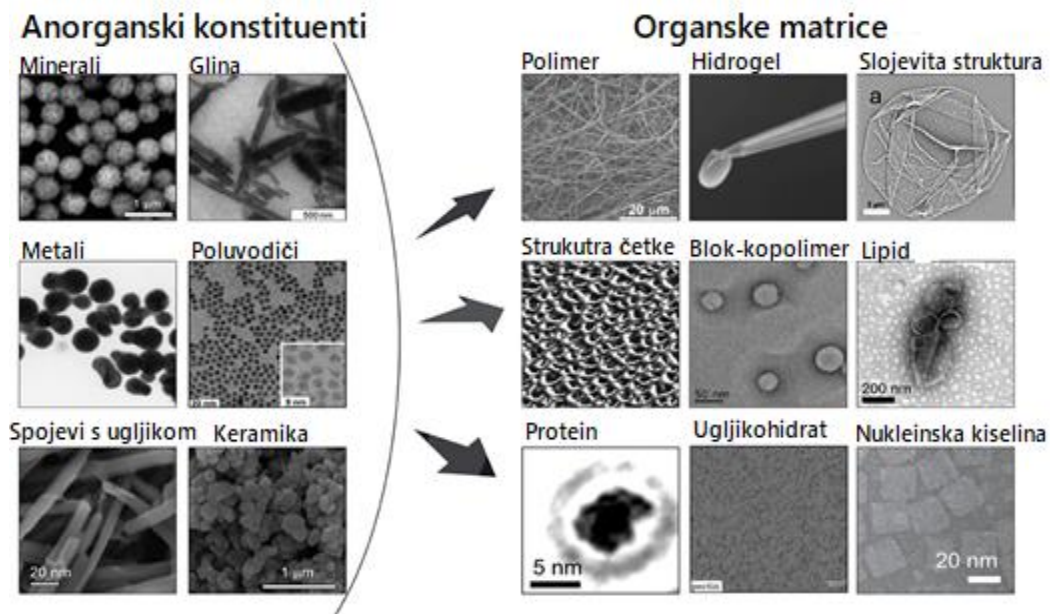 Anorganski konstituenti
Organske matrice
Minerali
Glina
Polimer
Hidrogel
Slojevita struktura
1 µm
500 nm
20 µm
a
Metali
Poluvodiči
Strukutra četke
Blok-kopolimer
Lipid
50 nm
200 nm
Spojevi s ugljikom
Keramika
Protein
Ugljikohidrat
Nukleinska kiselina
20 nm
1 µm
5 nm
20 nm